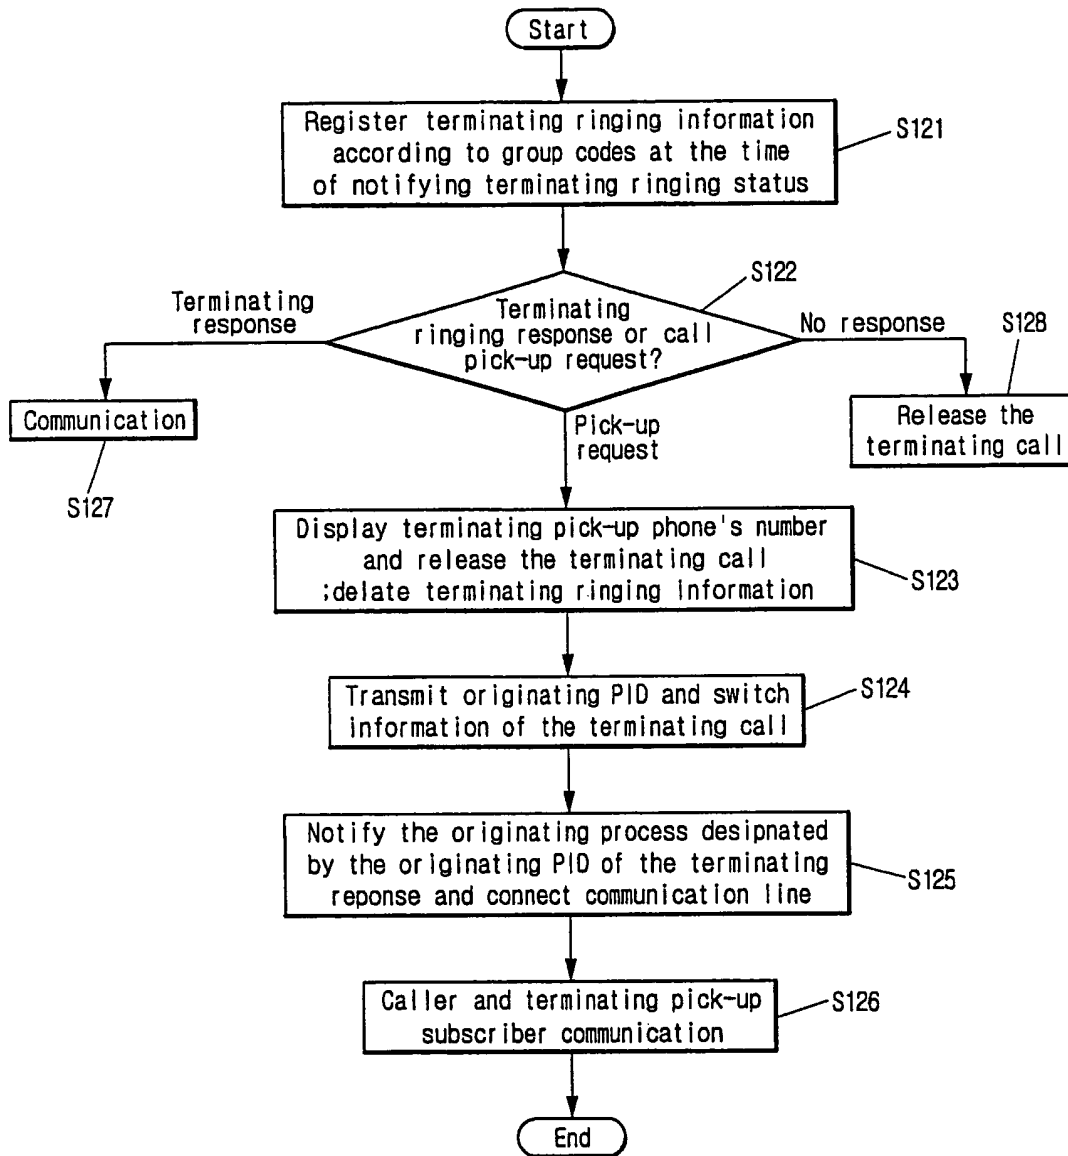 Start
Register terminating ringing information
according to group codes at the time
of notifying terminating ringing status
S121
S122
Terminating
response
Terminating
ringing response or call
pick-up request?
No response
S128
Communication
S127
Pick-up
request
Release the
terminating call
Display terminating pick-up phone's number
and release the terminating call
;delate terminating ringing information
S123
Transmit originating PID and switch
information of the terminating call
S124
Notify the originating process desipnated
by the originating PID of the terminating
reponse and connect communication line
S125
Caller and terminating pick-up
subscriber communication
S126
End